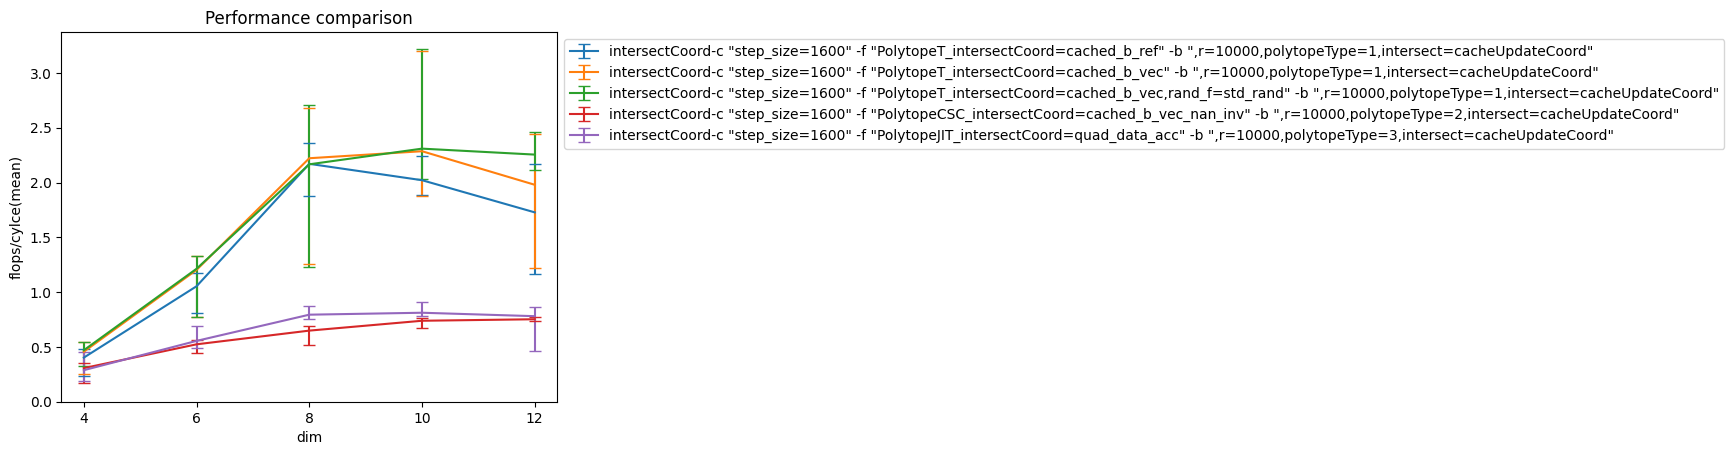 Performance comparison
flops/cylce(mean)
3.0
2.5
2.0
1.5
1.0
0.5
0.0
4 6 8 10 12
dim
intersectCoord-c "step_size=1600" -f "PolytopeT_intersectCoord=cached_b_ref" -b ",r=10000,polytopeType=1,intersect=cacheUpdateCoord"
intersectCoord-c "step_size=1600" -f "PolytopeT_intersectCoord=cached_b_vec" -b ",r=10000,polytopeType=1,intersect=cacheUpdateCoord"
intersectCoord-c "step_size=1600" -f "PolytopeT_intersectCoord=cached_b_vec,rand_f=std_rand" -b ",r=10000,polytopeType=1,intersect=cacheUpdateCoord"
intersectCoord-c "step_size=1600" -f "PolytopeCSC_intersectCoord=cached_b_vec_nan_inv" -b ",r=10000,polytopeType=2,intersect=cacheUpdateCoord"
intersectCoord-c "step_size=1600" -f "PolytopeJIT_intersectCoord=quad_data_acc" -b ",r=10000,polytopeType=3,intersect=cacheUpdateCoord"